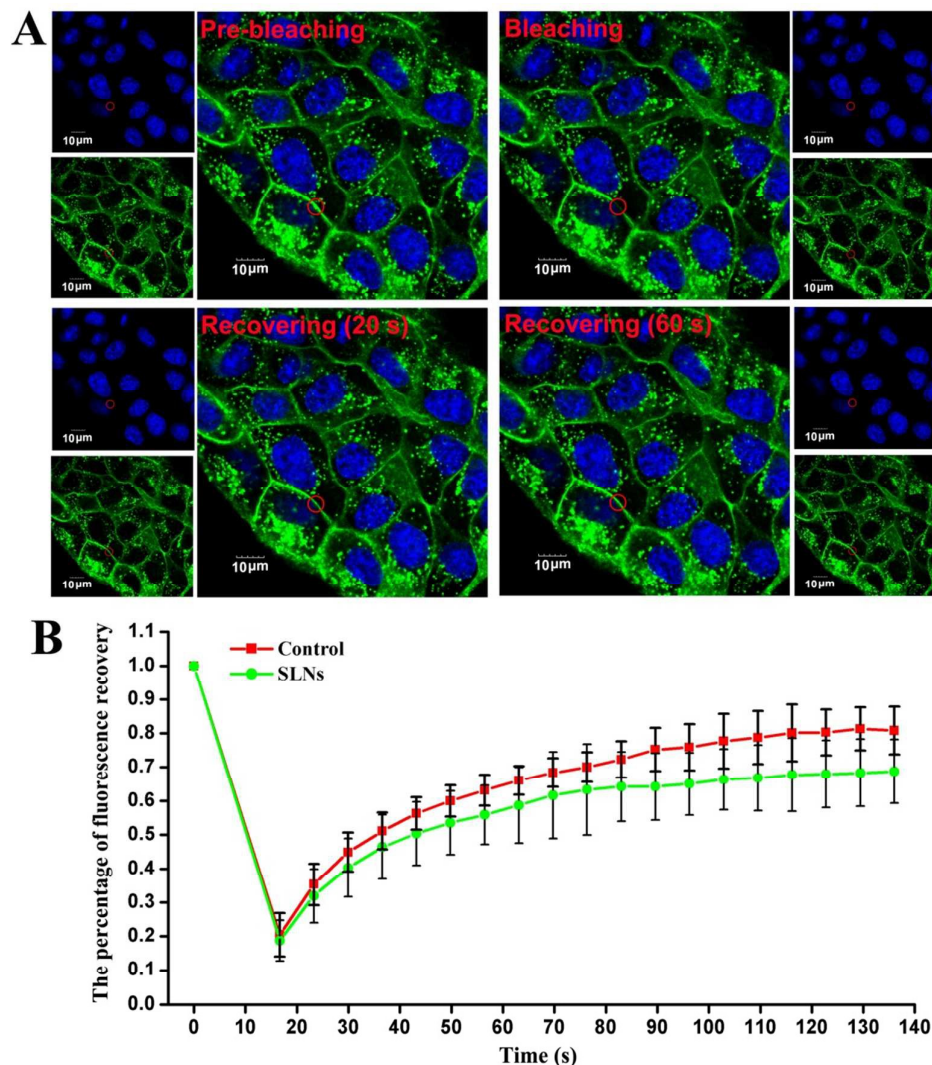 A
Pre-bleaching
Bleaching
10μm
10μm
10μm
10μm
10μm
10μm
Recovering (20 s)
Recovering (60 s)
10μm
10μm
10μm
10μm
10μm
10μm
B
Control
SLNs
The percentage of fluorescence recovery
1.1
1.0
0.9
0.8
0.7
0.6
0.5
0.4
0.3
0.2
0.1
0.0
0 20 30 40 50 60 70 80 90 100 110 120 130 140
Time (s)